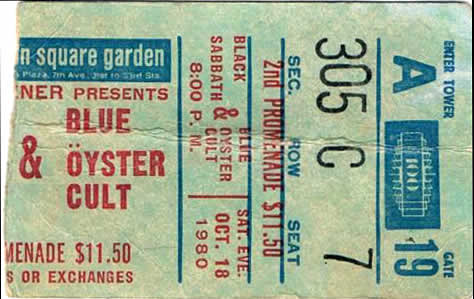 n square garden
Plaza, 7th Ave., 31st to 33rd Sts.
NER PRESENTS
BLUE
& ÖYSTER
CULT
MENADE $11.50
S OR EXCHANGES
BLACK BLUE
SABBATH & OYSTER
CULT
8:00 P.M.
SAT. EVE.
OCT. 18
1980
2nd PROMENADE $11.50
SEC. ROW SEAT
305 C 7
ENTER TOWER
A
100
GATE
19